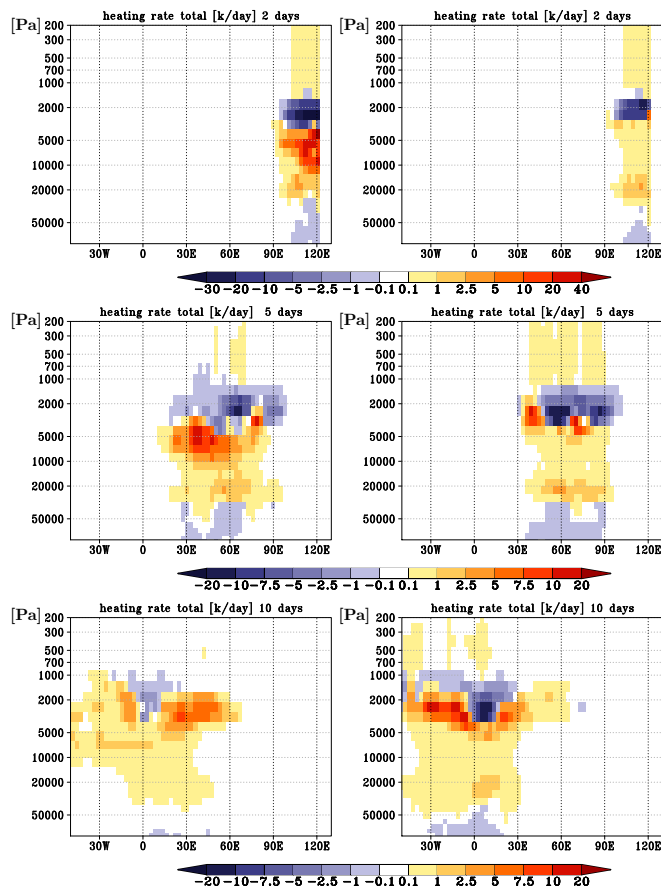 heating rate total [k/day] 2 days
heating rate total [k/day] 2 days
[Pa] 200 300 500 700 1000 2000 5000 10000 20000 50000
30W 0 30E 60E 90E 120E
[Pa] 200 300 500 700 1000 2000 5000 10000 20000 50000
30W 0 30E 60E 90E 120E
-30 -20 -10 -5 -2.5 -1 -0.1 0.1 1 2.5 5 10 20 40
heating rate total [k/day] 5 days
heating rate total [k/day] 5 days
[Pa] 200 300 500 700 1000 2000 5000 10000 20000 50000
30W 0 30E 60E 90E 120E
[Pa] 200 300 500 700 1000 2000 5000 10000 20000 50000
30W 0 30E 60E 90E 120E
-20 -10 -7.5 -5 -2.5 -1 -0.1 0.1 1 2.5 5 7.5 10 20
heating rate total [k/day] 10 days
heating rate total [k/day] 10 days
[Pa] 200 300 500 700 1000 2000 5000 10000 20000 50000
30W 0 30E 60E 90E 120E
[Pa] 200 300 500 700 1000 2000 5000 10000 20000 50000
30W 0 30E 60E 90E 120E
-20 -10 -7.5 -5 -2.5 -1 -0.1 0.1 1 2.5 5 7.5 10 20